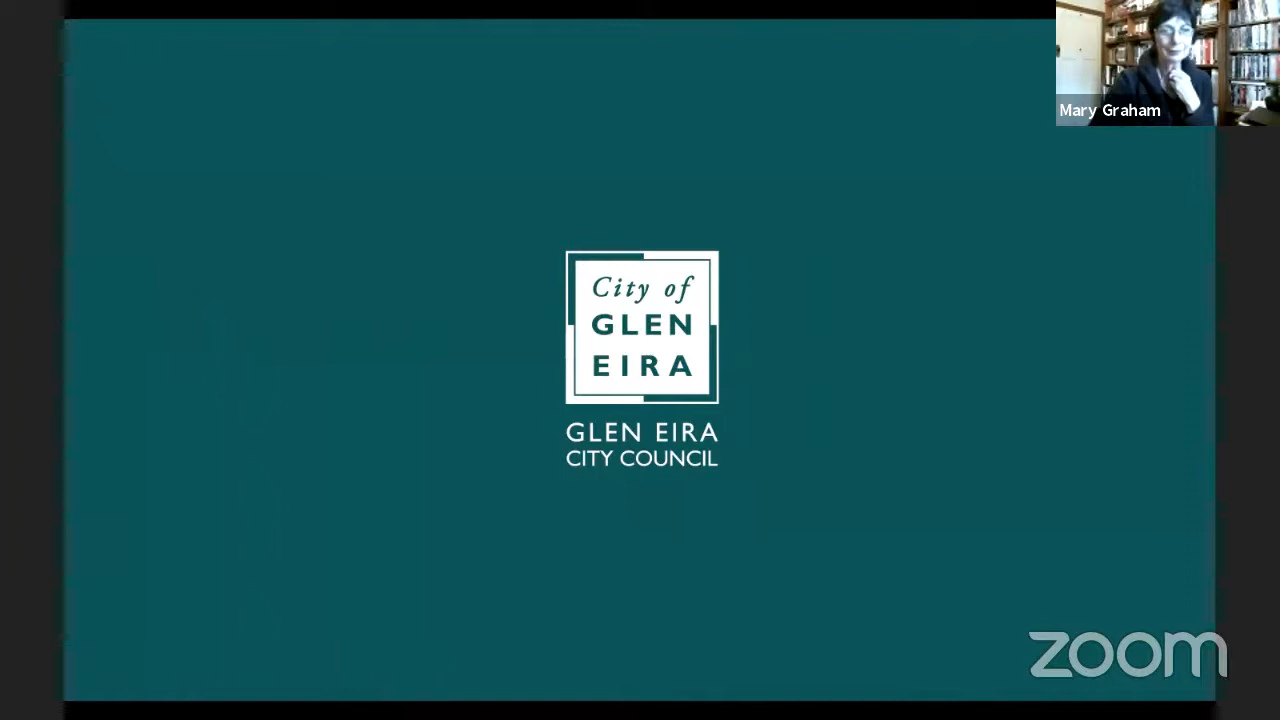 Mary Graham
City of
GLEN
EIRA
GLEN EIRA
CITY COUNCIL
zoom